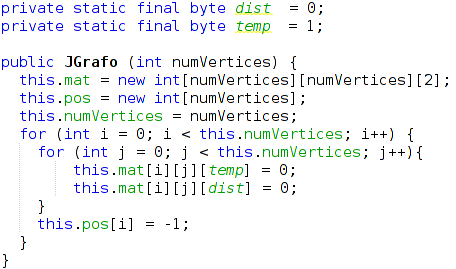 private static final byte dist  = 0;
private static final byte temp  = 1;

public JGrafo (int numVertices) {
  this.mat = new int[numVertices][numVertices][2];
  this.pos = new int[numVertices];
  this.numVertices = numVertices;
  for (int i = 0; i < this.numVertices; i++) {
    for (int j = 0; j < this.numVertices; j++){
        this.mat[i][j][temp] = 0;
        this.mat[i][j][dist] = 0;
    }
    this.pos[i] = -1;
  }
}